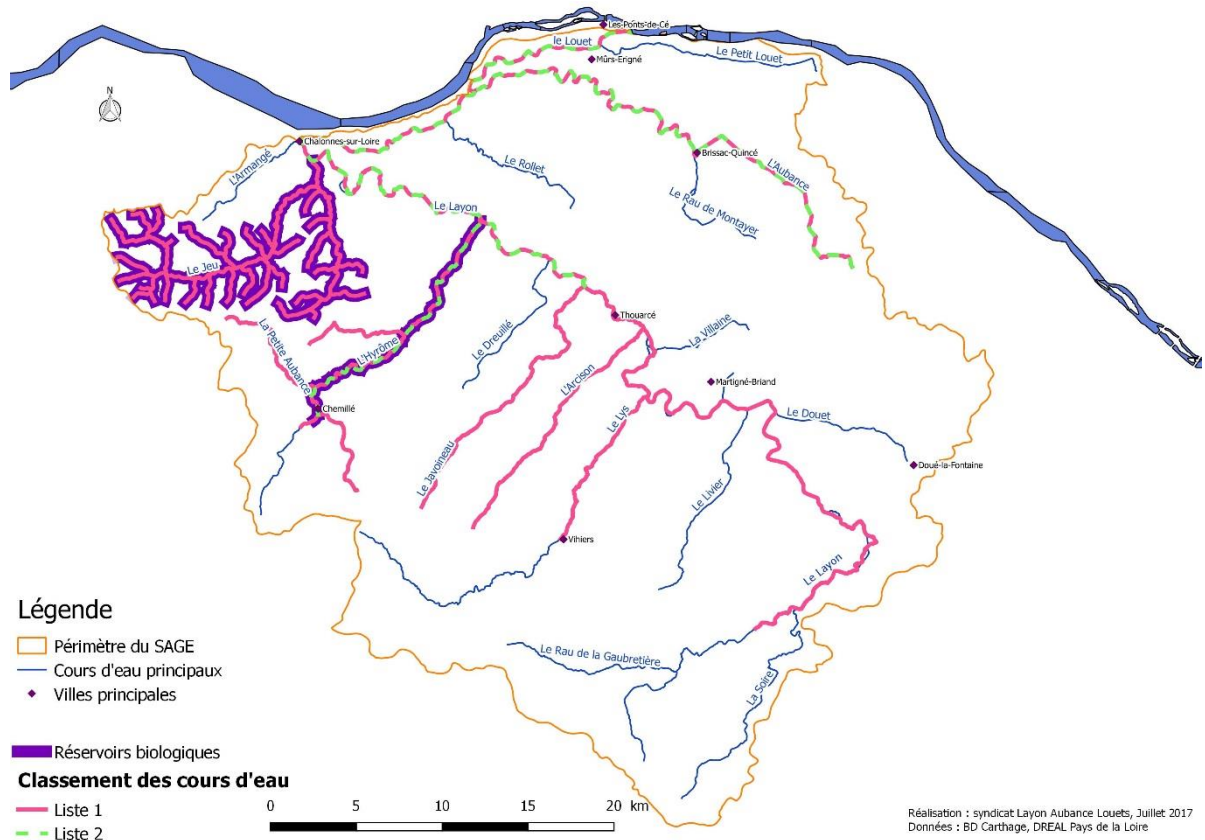 Les-Ponts-de-Cé
le Louet
Le Petit Louet
Mûrs-Erigné
N
Chalonnes-sur-Loire
L'Armangé
Le Rollet
Brissac-Quincé
L'Aubance
Le Rau de Montayer
Le Layon
Le Jeu
Thouarcé
La Villaine
La Petite Aubance
L'Hyrôme
Le Dreuillé
L'Arcison
Martigné-Briand
Chemillé
Le Lys
Le Douet
Le Javoineau
Doué-la-Fontaine
Le Livier
Vihiers
Le Layon
Le Rau de la Gaubretière
La Soire
Légende
Périmètre du SAGE
Cours d'eau principaux
Villes principales
Réservoirs biologiques
Classement des cours d'eau
Liste 1
Liste 2
0 5 10 15 20 km
Réalisation : syndicat Layon Aubance Louets, Juillet 2017
Données : BD Carthage, DREAL Pays de la Loire